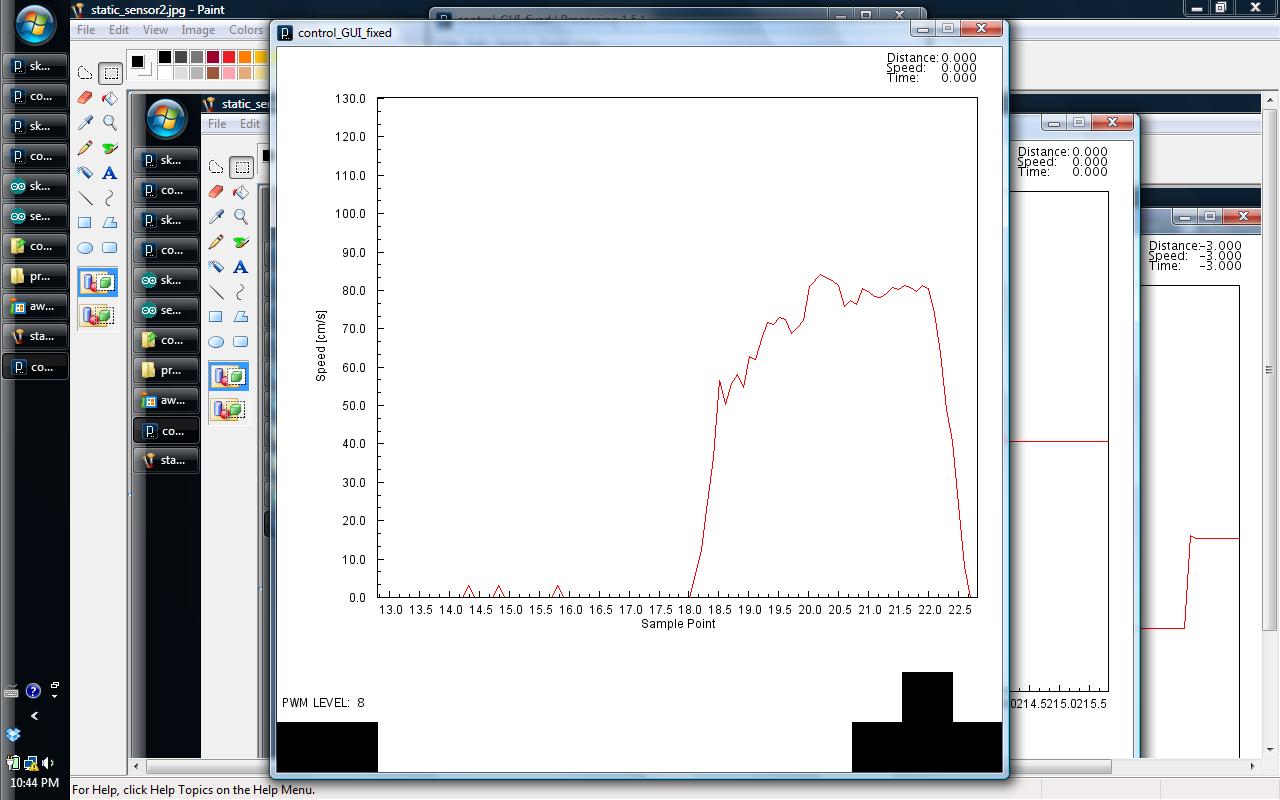 static_sensor2.jpg - Paint
File Edit View Image Colors
control_GUI_fixed | Processing 1.5.1
control_GUI_fixed
Distance: 0.000
Speed: 0.000
Time: 0.000
130.0
120.0
110.0
100.0
90.0
80.0
70.0
60.0
50.0
40.0
30.0
20.0
10.0
0.0
Speed [cm/s]
13.0 13.5 14.0 14.5 15.0 15.5 16.0 16.5 17.0 17.5 18.0 18.5 19.0 19.5 20.0 20.5 21.0 21.5 22.0 22.5
Sample Point
PWM LEVEL: 8
sk...
co...
sk...
co...
sk...
se...
co...
pr...
aw...
sta...
co...
10:44 PM
static_se
File Edit
sk...
co...
sk...
co...
sk...
se...
co...
pr...
aw...
co...
sta...
Distance: 0.000
Speed: 0.000
Time: 0.000
14.515.015.5
Distance:-3.000
Speed: -3.000
Time: -3.000
For Help, click Help Topics on the Help Menu.